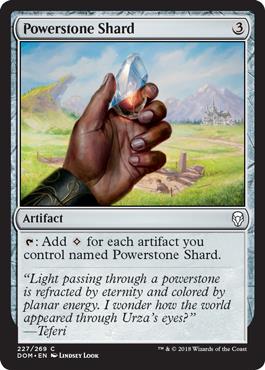 Powerstone Shard 3
Artifact
: Add for each artifact you
control named Powerstone Shard.
“Light passing through a powerstone
is refracted by eternity and colored by
planar energy. I wonder how the world
appeared through Urza’s eyes?”
—Teferi
227/269 C
DOM • EN Lindsey Look
™ & © 2018 Wizards of the Coast